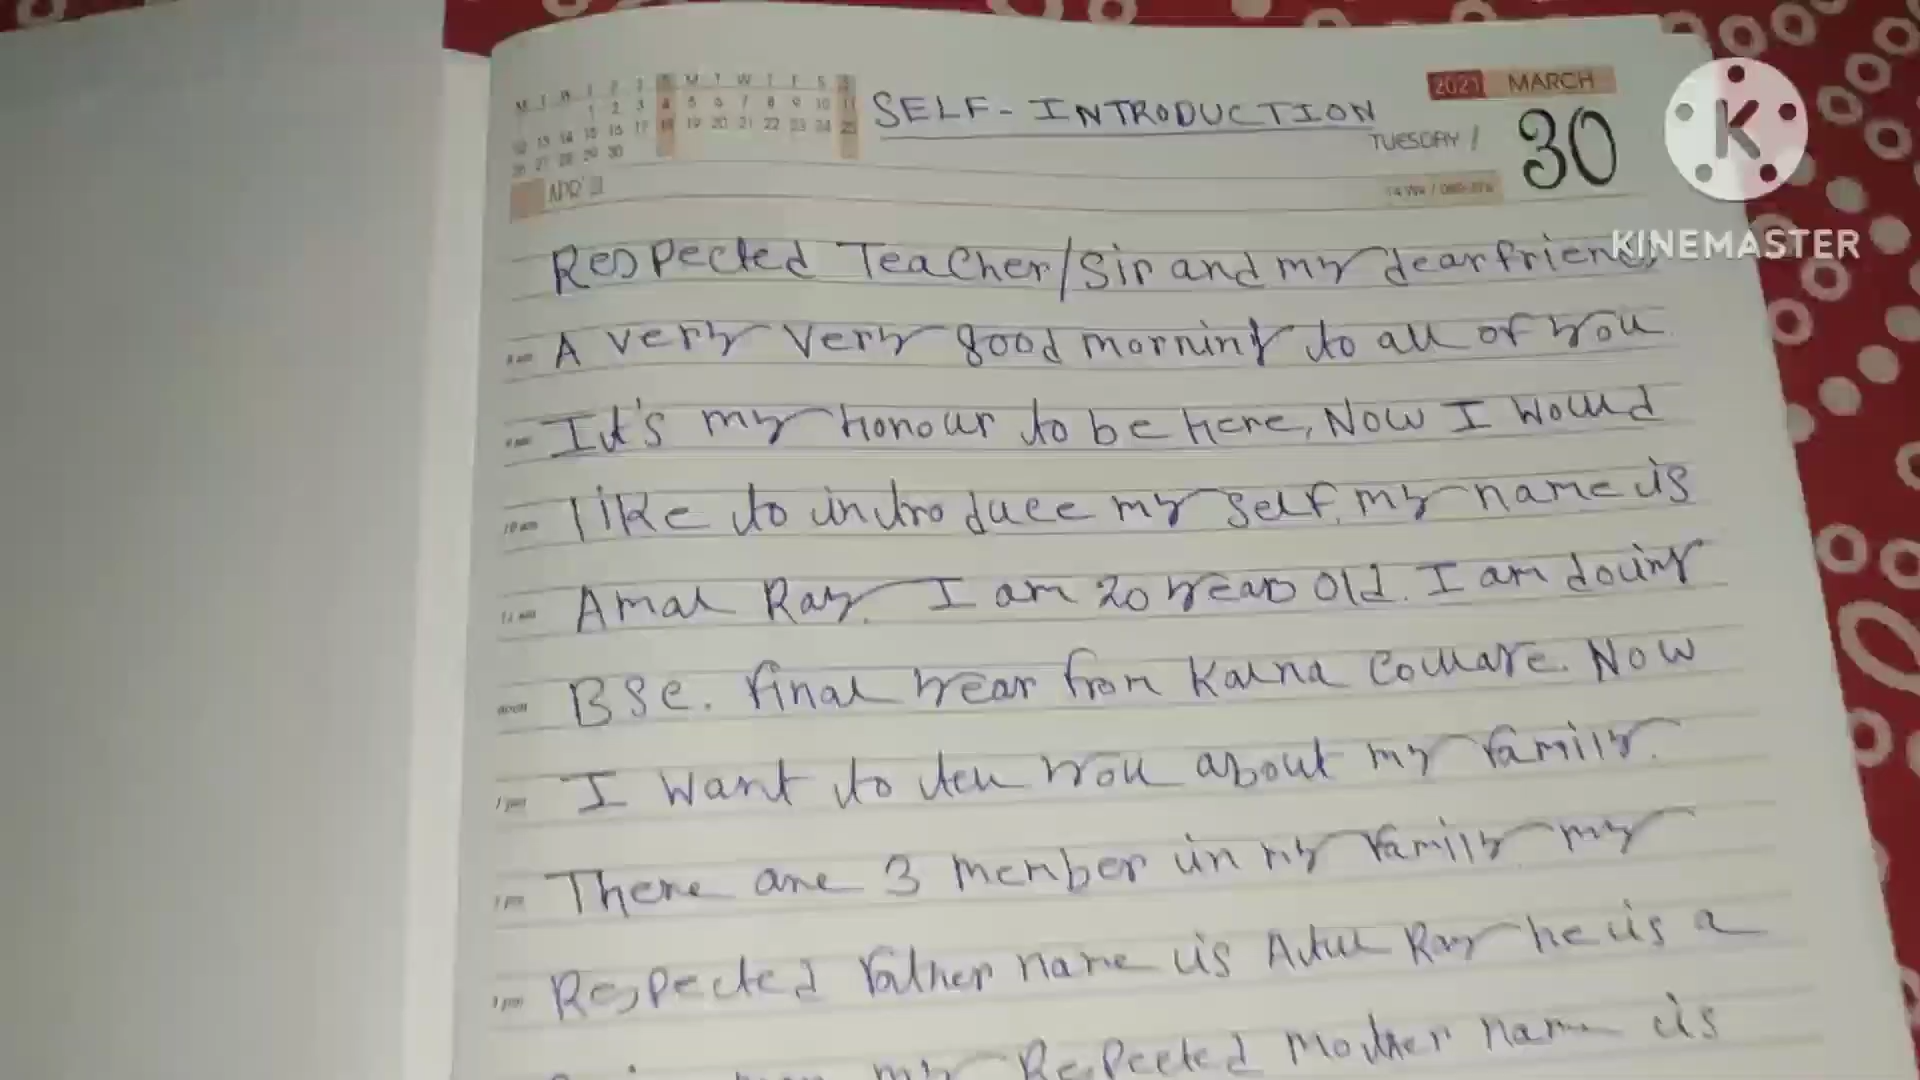 SELF-INTRODUCTION
2021 MARCH
TUESDAY
30
APR'21
KINEMASTER
Respected Teacher/Sir and my dear friends
A very very good morning to all of you
It's my honour to be here, Now I would
like to introduce my self, my name is
Amal Ray. I am 20 years old. I am doing
BSc. final year from Kalna Collage. Now
I want to tell you about my family.
There are 3 member in my family my
Respected father name is Atul Ray he is a
my Respected Mother name is